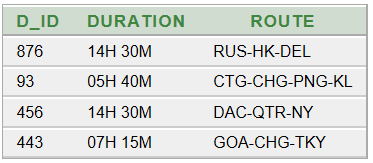 D_ID DURATION ROUTE
876 14H 30M RUS-HK-DEL
93 05H 40M CTG-CHG-PNG-KL
456 14H 30M DAC-QTR-NY
443 07H 15M GOA-CHG-TKY